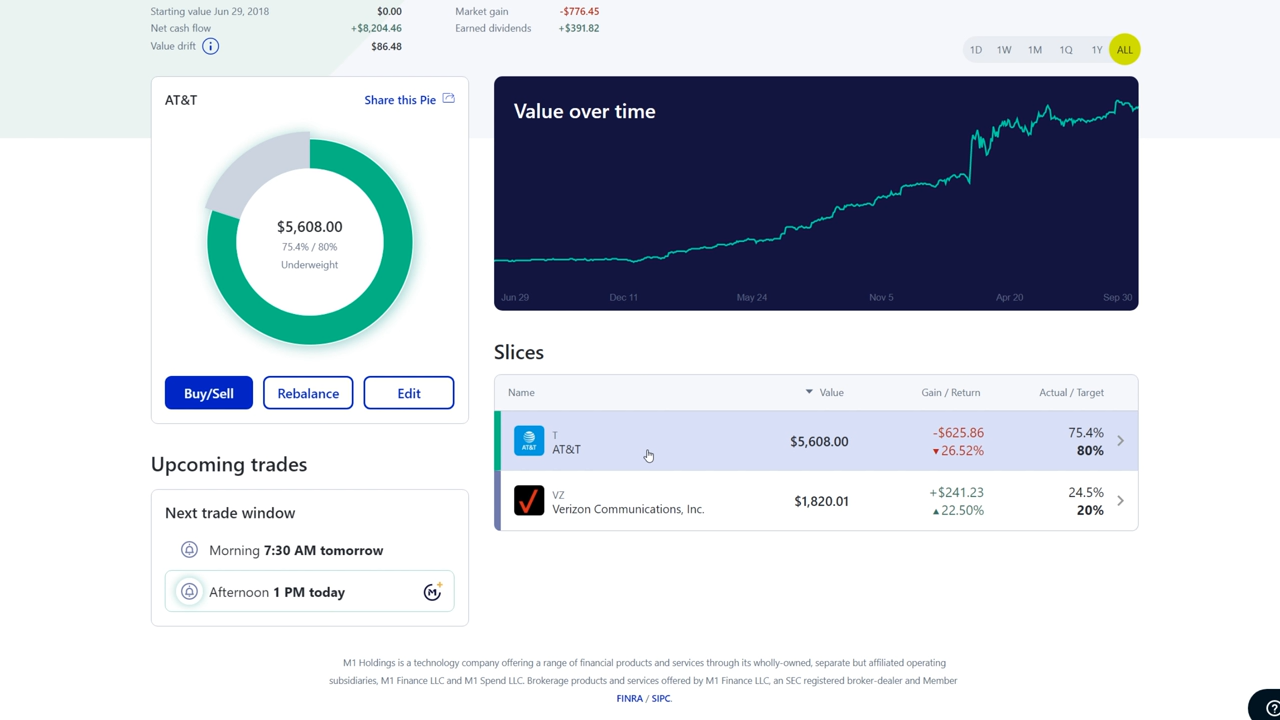 Starting value Jun 29, 2018 $0.00 Market gain -$776.45
Net cash flow +$8,204.46 Earned dividends +$391.82
Value drift i $86.48
1D 1W 1M 1Q 1Y ALL
AT&T Share this Pie
Value over time
$5,608.00
75.4% / 80%
Underweight
Jun 29 Dec 11 May 24 Nov 5 Apr 20 Sep 30
Buy/Sell Rebalance Edit
Slices
Name ▼ Value Gain / Return Actual / Target
AT&T
T
AT&T
$5,608.00
-$625.86
▼26.52%
75.4%
80%
VZ
Verizon Communications, Inc.
$1,820.01
+$241.23
▲22.50%
24.5%
20%
Upcoming trades
Next trade window
Morning 7:30 AM tomorrow
Afternoon 1 PM today M+
M1 Holdings is a technology company offering a range of financial products and services through its wholly-owned, separate but affiliated operating
subsidiaries, M1 Finance LLC and M1 Spend LLC. Brokerage products and services offered by M1 Finance LLC, an SEC registered broker-dealer and Member
FINRA / SIPC.
?